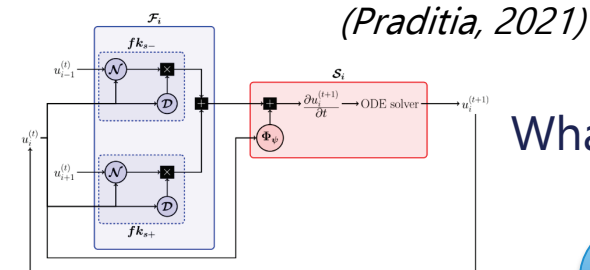 (Praditia, 2021)
𝓕ᵢ
fkₛ₋
uᵢ₋₁⁽ᵗ⁾ 𝒩 ×
𝒟
Sᵢ
+ + ∂uᵢ⁽ᵗ⁺¹⁾/∂t ODE solver uᵢ⁽ᵗ⁺¹⁾
uᵢ⁽ᵗ⁾ Φψ
Wha
uᵢ₊₁⁽ᵗ⁾ 𝒩 ×
𝒟
fkₛ₊